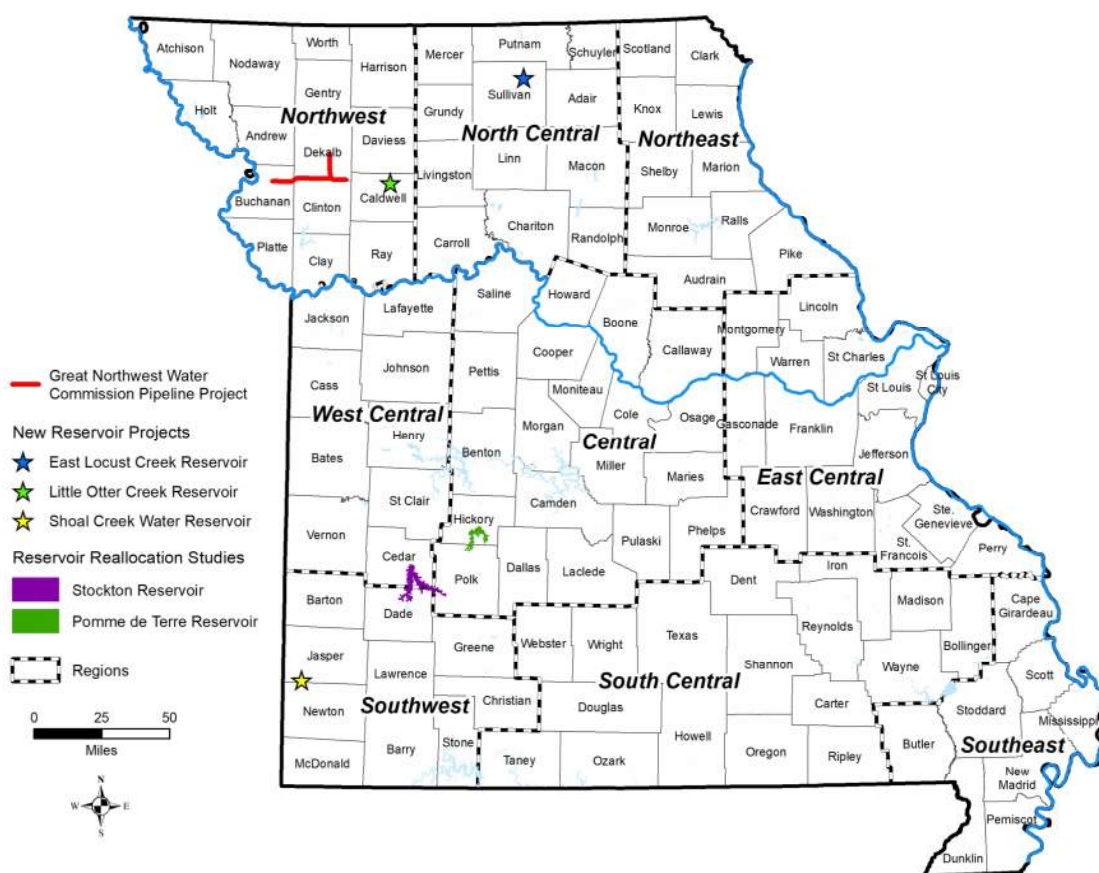 Atchison
Nodaway
Worth
Harrison
Mercer
Putnam
Schuyler
Scotland
Clark
Holt
Gentry
Grundy
Sullivan
Adair
Knox
Lewis
Andrew
Northwest
Daviess
North Central
Northeast
Dekalb
Linn
Macon
Shelby
Marion
Livingston
Buchanan
Clinton
Caldwell
Chariton
Monroe
Ralls
Platte
Clay
Ray
Carroll
Randolph
Pike
Audrain
Saline
Howard
Lafayette
Jackson
Boone
Lincoln
Montgomery
Callaway
Cooper
Warren
St Charles
Johnson
Pettis
Great Northwest Water
Commission Pipeline Project
Cass
Moniteau
St Louis
St Louis
City
West Central
Cole
Osage
Gasconade
Franklin
New Reservoir Projects
Morgan
Central
Henry
Benton
Jefferson
East Locust Creek Reservoir
Bates
Miller
Maries
East Central
Little Otter Creek Reservoir
St Clair
Camden
Crawford
Washington
Shoal Creek Water Reservoir
Hickory
Ste.
Genevieve
Vernon
Pulaski
Phelps
St.
Francois
Perry
Reservoir Reallocation Studies
Cedar
Polk
Dallas
Laclede
Dent
Iron
Stockton Reservoir
Barton
Dade
Madison
Cape
Girardeau
Pomme de Terre Reservoir
Reynolds
Greene
Webster
Wright
Texas
Bollinger
Jasper
Lawrence
Shannon
Wayne
Regions
Scott
South Central
Christian
Carter
0 25 50
Miles
Newton
Southwest
Douglas
Stoddard
Mississippi
Howell
Stone
Butler
Southeast
McDonald
Barry
Taney
Ozark
Oregon
Ripley
New
Madrid
N
W E
S
Pemiscot
Dunklin